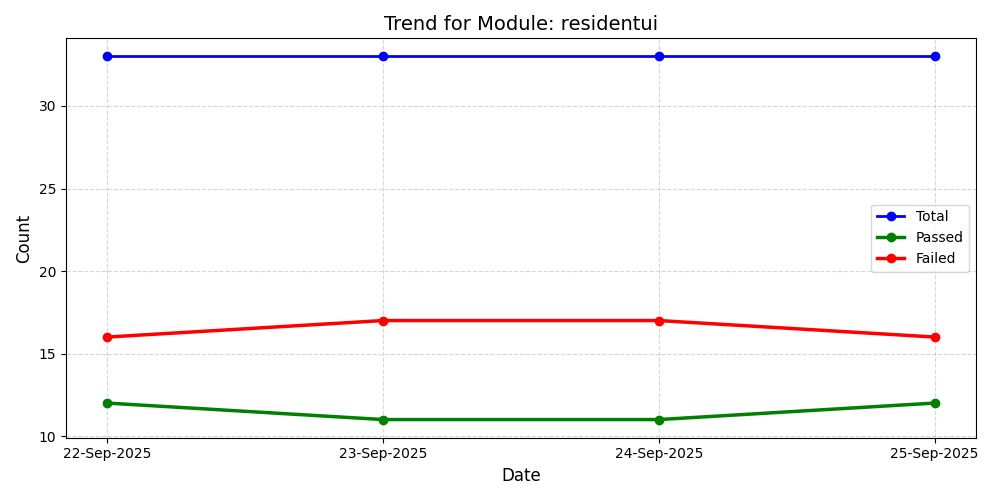 Trend for Module: residentui
Count
30
25
20
15
10
Total
Passed
Failed
22-Sep-2025 23-Sep-2025 24-Sep-2025 25-Sep-2025
Date